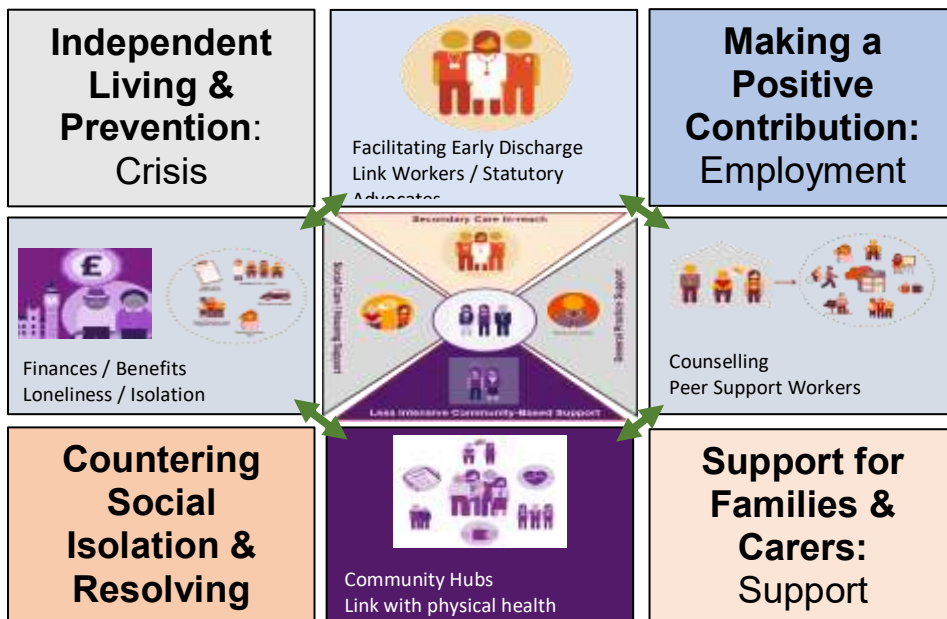 Independent
Living &
Prevention:
Crisis
Facilitating Early Discharge
Link Workers / Statutory
Advocates
Making a
Positive
Contribution:
Employment
£
Finances / Benefits
Loneliness / Isolation
Secondary Care In-reach
Social Care / Housing Support
General Practice Support
Less Intensive Community-Based Support
Counselling
Peer Support Workers
Countering
Social
Isolation &
Resolving
Community Hubs
Link with physical health
Support for
Families &
Carers:
Support